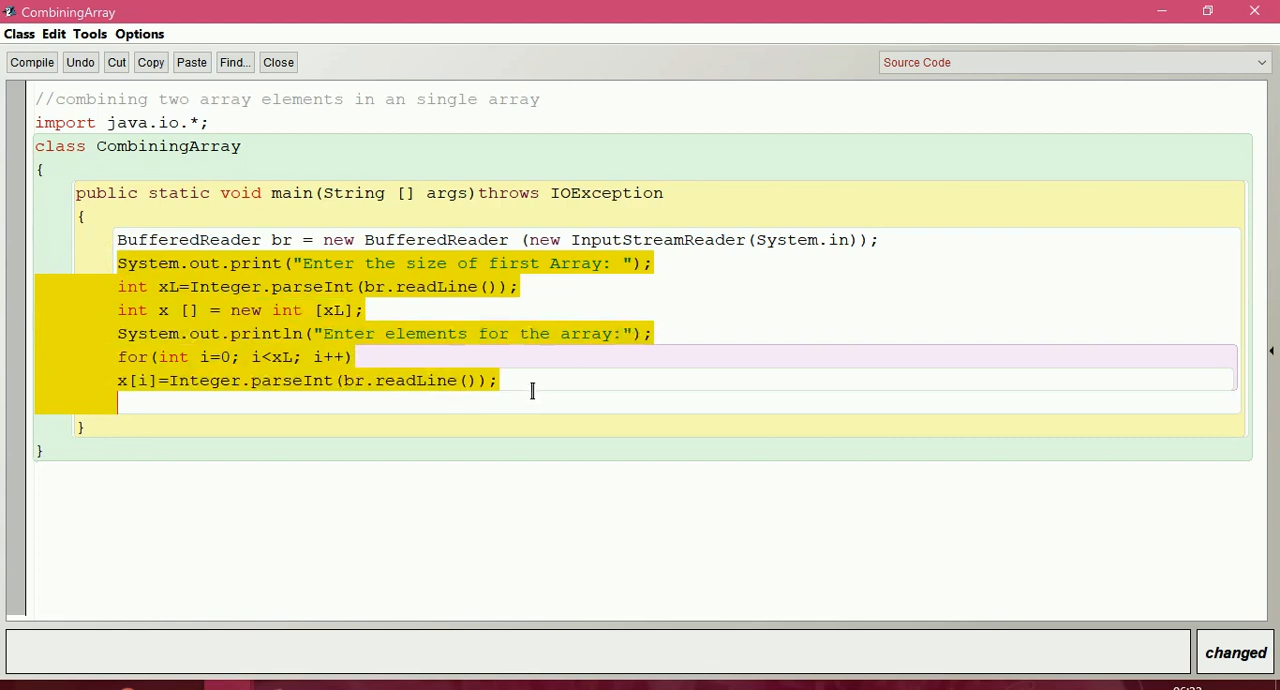 CombiningArray
Class Edit Tools Options
Compile Undo Cut Copy Paste Find... Close Source Code
//combining two array elements in an single array
import java.io.*;
class CombiningArray
{
public static void main(String [] args)throws IOException
{
BufferedReader br = new BufferedReader (new InputStreamReader(System.in));
System.out.print("Enter the size of first Array: ");
int xL=Integer.parseInt(br.readLine());
int x [] = new int [xL];
System.out.println("Enter elements for the array:");
for(int i=0; i<xL; i++)
x[i]=Integer.parseInt(br.readLine());
}
}
changed